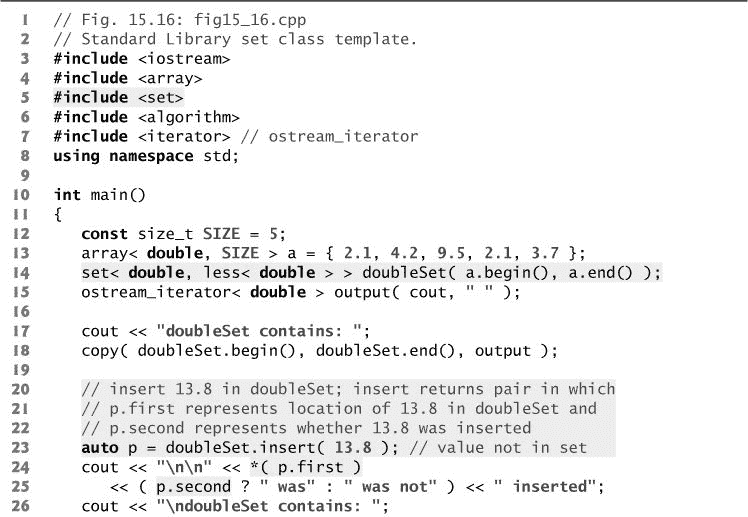 1 // Fig. 15.16: fig15_16.cpp
2 // Standard Library set class template.
3 #include <iostream>
4 #include <array>
5 #include <set>
6 #include <algorithm>
7 #include <iterator> // ostream_iterator
8 using namespace std;
9
10 int main()
11 {
12    const size_t SIZE = 5;
13    array< double, SIZE > a = { 2.1, 4.2, 9.5, 2.1, 3.7 };
14    set< double, less< double > > doubleSet( a.begin(), a.end() );
15    ostream_iterator< double > output( cout, " " );
16
17    cout << "doubleSet contains: ";
18    copy( doubleSet.begin(), doubleSet.end(), output );
19
20    // insert 13.8 in doubleSet; insert returns pair in which
21    // p.first represents location of 13.8 in doubleSet and
22    // p.second represents whether 13.8 was inserted
23    auto p = doubleSet.insert( 13.8 ); // value not in set
24    cout << "\n\n" << *( p.first )
25       << ( p.second ? " was" : " was not" ) << " inserted";
26    cout << "\ndoubleSet contains: ";